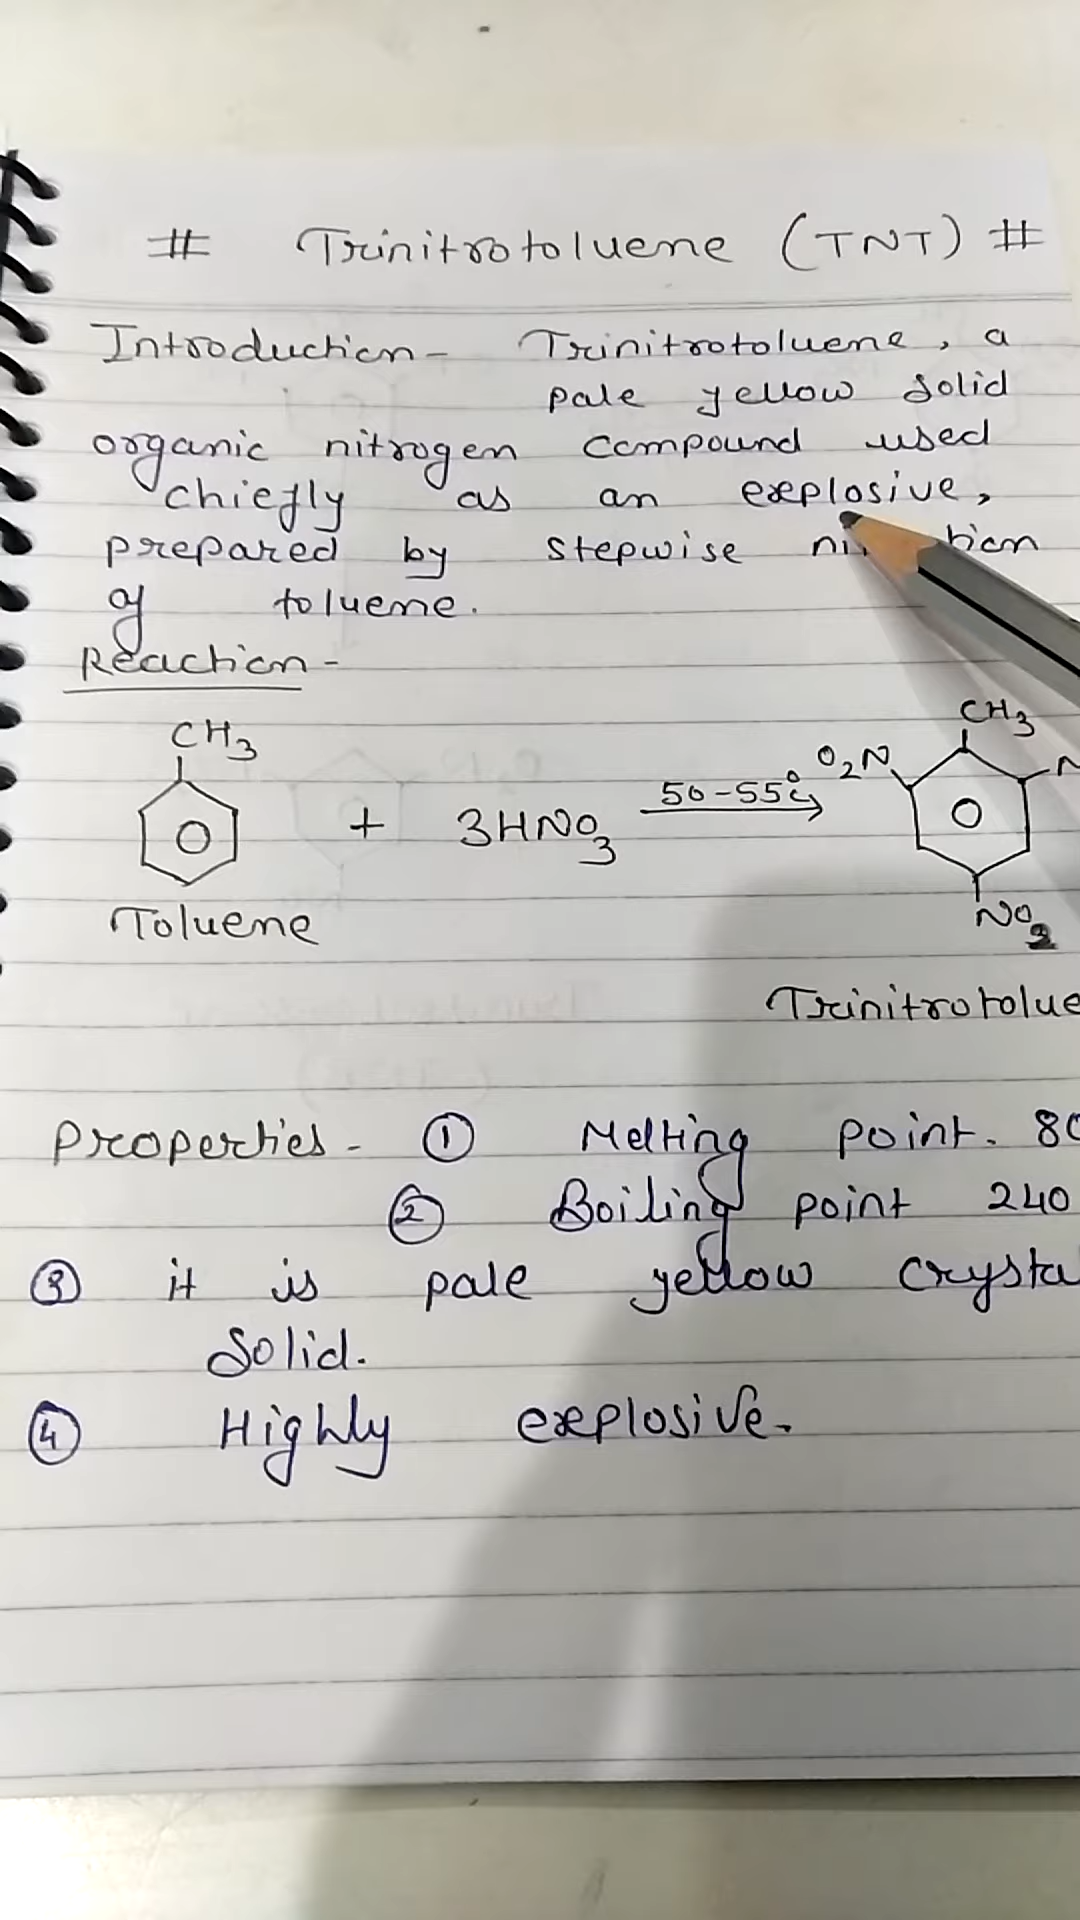 # Trinitrotoluene (TNT) #
Introduction- Trinitrotoluene, a
pale yellow solid
organic nitrogen compound used
chiefly as an explosive,
prepared by stepwise
of toluene.
Reaction-
CH3 + 3HNO3 50-55°C O2N CH3 NO2
Toluene
Properties- ① Melting point.
② Boiling point 240
③ it is pale yellow
Solid.
④ Highly explosive.